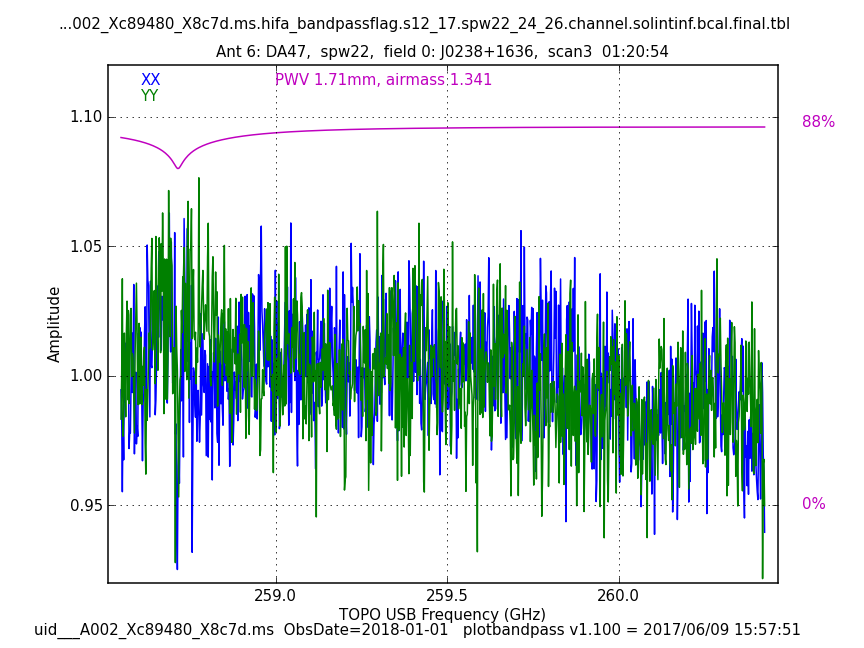 ...002_Xc89480_X8c7d.ms.hifa_bandpassflag.s12_17.spw22_24_26.channel.solintinf.bcal.final.tbl
Ant 6: DA47,  spw22,  field 0: J0238+1636,  scan3  01:20:54
XX PWV 1.71mm, airmass 1.341
YY
1.10 88%
1.05
Amplitude
1.00
0.95 0%
259.0 259.5 260.0
TOPO USB Frequency (GHz)
uid___A002_Xc89480_X8c7d.ms  ObsDate=2018-01-01   plotbandpass v1.100 = 2017/06/09 15:57:51